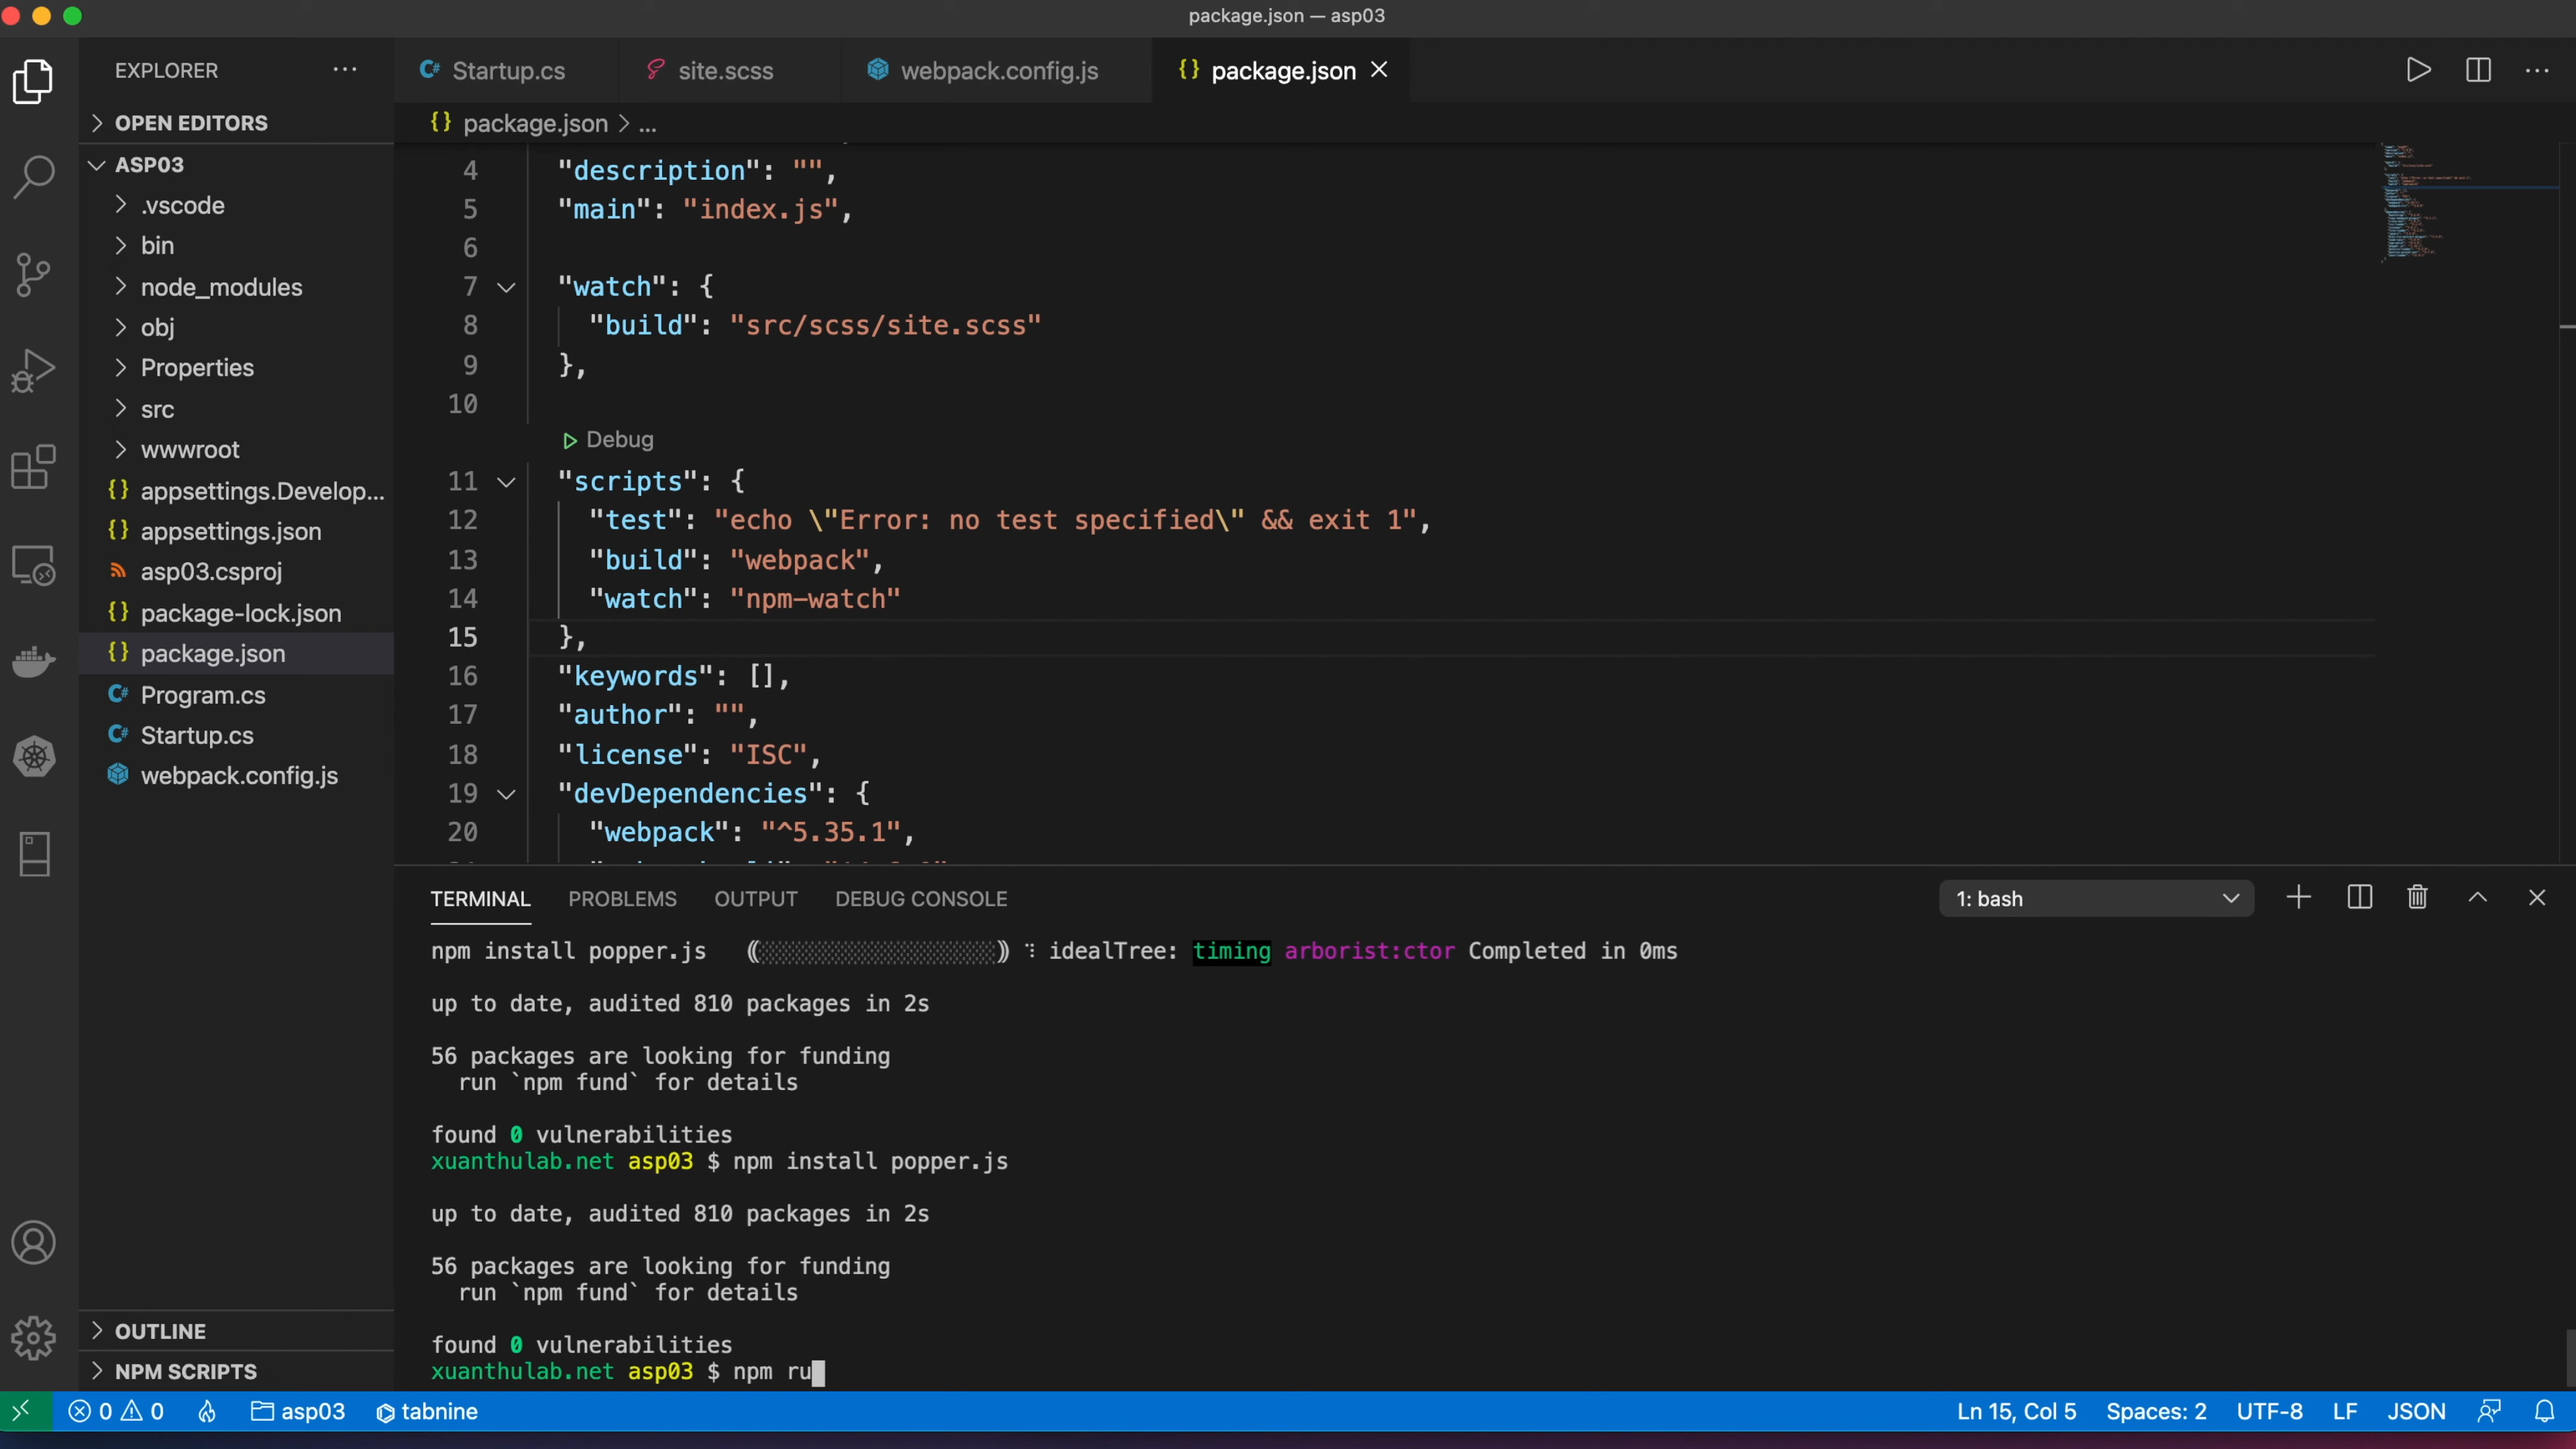 package.json — asp03
EXPLORER
Startup.cs
site.scss
webpack.config.js
package.json
OPEN EDITORS
package.json > ...
ASP03
.vscode
bin
node_modules
obj
Properties
src
wwwroot
appsettings.Develop...
appsettings.json
asp03.csproj
package-lock.json
package.json
Program.cs
Startup.cs
webpack.config.js
OUTLINE
NPM SCRIPTS
4 "description": "",
5 "main": "index.js",
6
7 "watch": {
8 "build": "src/scss/site.scss"
9 },
10
Debug
11 "scripts": {
12 "test": "echo \"Error: no test specified\" && exit 1",
13 "build": "webpack",
14 "watch": "npm-watch"
15 },
16 "keywords": [],
17 "author": "",
18 "license": "ISC",
19 "devDependencies": {
20 "webpack": "^5.35.1",
TERMINAL PROBLEMS OUTPUT DEBUG CONSOLE
1: bash
npm install popper.js idealTree: timing arborist:ctor Completed in 0ms
up to date, audited 810 packages in 2s
56 packages are looking for funding
run `npm fund` for details
found 0 vulnerabilities
xuanthulab.net asp03 $ npm install popper.js
up to date, audited 810 packages in 2s
56 packages are looking for funding
run `npm fund` for details
found 0 vulnerabilities
xuanthulab.net asp03 $ npm ru
0 0 asp03 tabnine
Ln 15, Col 5 Spaces: 2 UTF-8 LF JSON